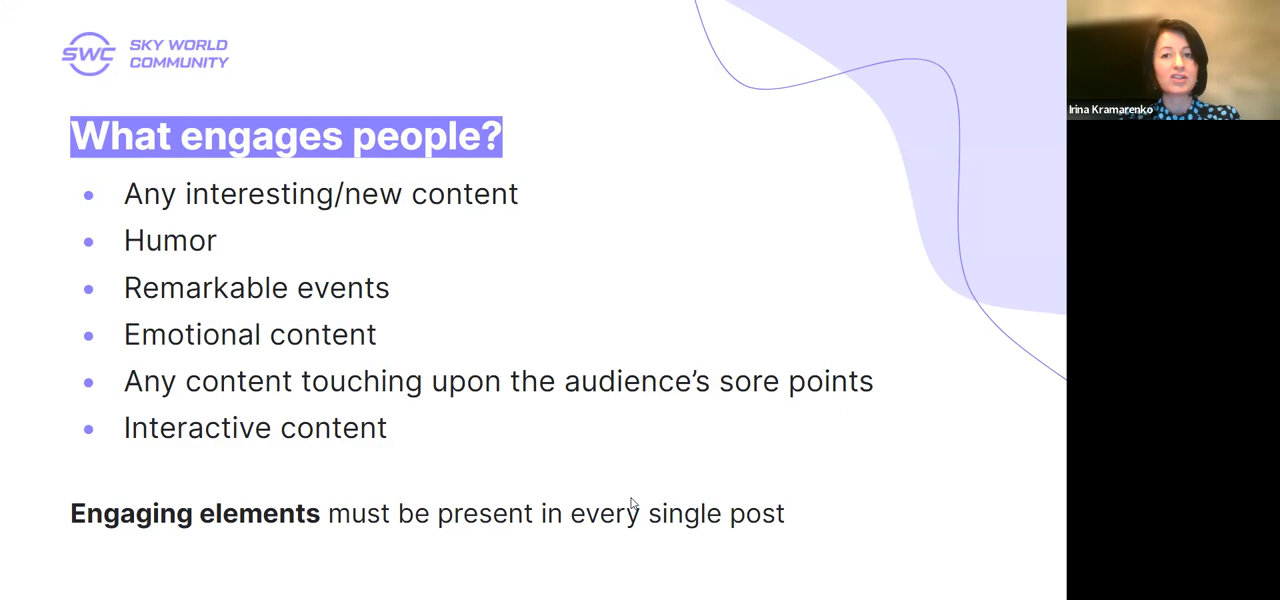 SWC
SKY WORLD
COMMUNITY
Irina Kramarenko
What engages people?
Any interesting/new content
Humor
Remarkable events
Emotional content
Any content touching upon the audience’s sore points
Interactive content
Engaging elements must be present in every single post